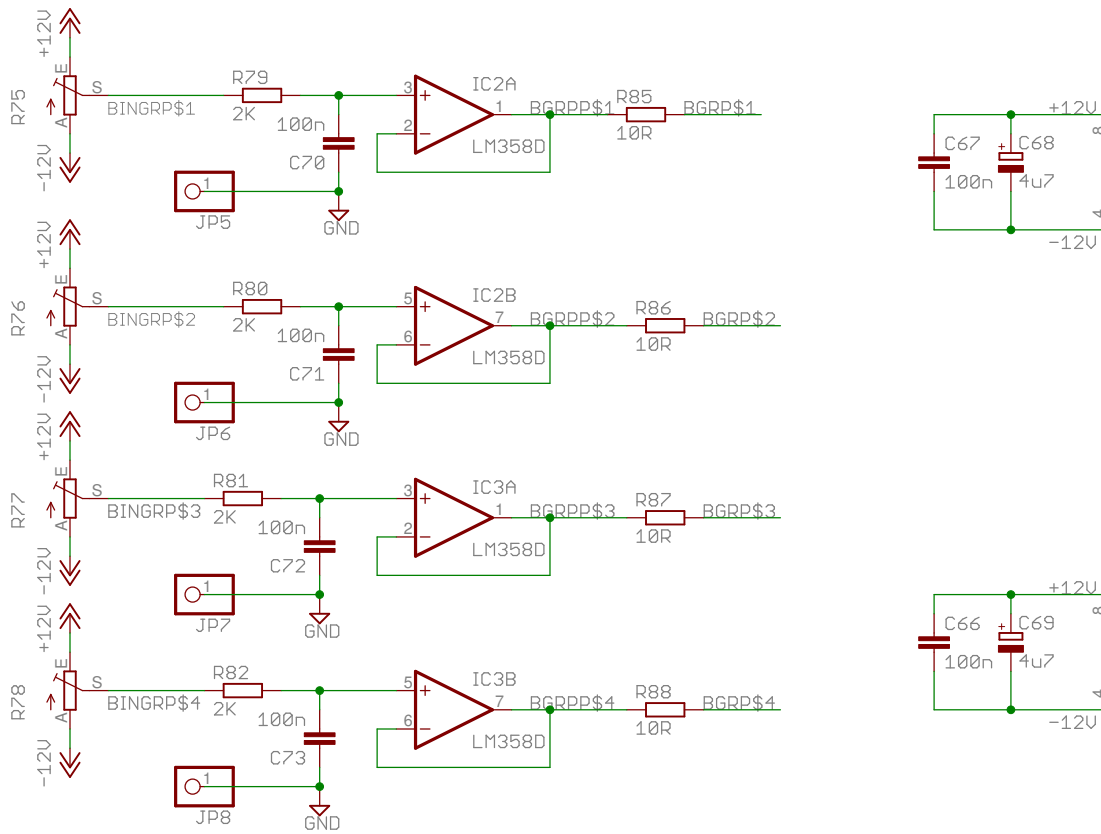 +12V
R75
E
S
A
-12V
BINGRP$1
R79
2K
100n
C70
1
JP5
GND
3
2
1
IC2A
LM358D
BGRPP$1
R85
10R
BGRP$1
+12V
8
C67
100n
+
C68
4u7
4
-12V
+12V
R76
E
S
A
-12V
BINGRP$2
R80
2K
100n
C71
1
JP6
GND
5
6
7
IC2B
LM358D
BGRPP$2
R86
10R
BGRP$2
+12V
R77
E
S
A
-12V
BINGRP$3
R81
2K
100n
C72
1
JP7
GND
3
2
1
IC3A
LM358D
BGRPP$3
R87
10R
BGRP$3
+12V
8
C66
100n
+
C69
4u7
4
-12V
+12V
R78
E
S
A
-12V
BINGRP$4
R82
2K
100n
C73
1
JP8
GND
5
6
7
IC3B
LM358D
BGRPP$4
R88
10R
BGRP$4